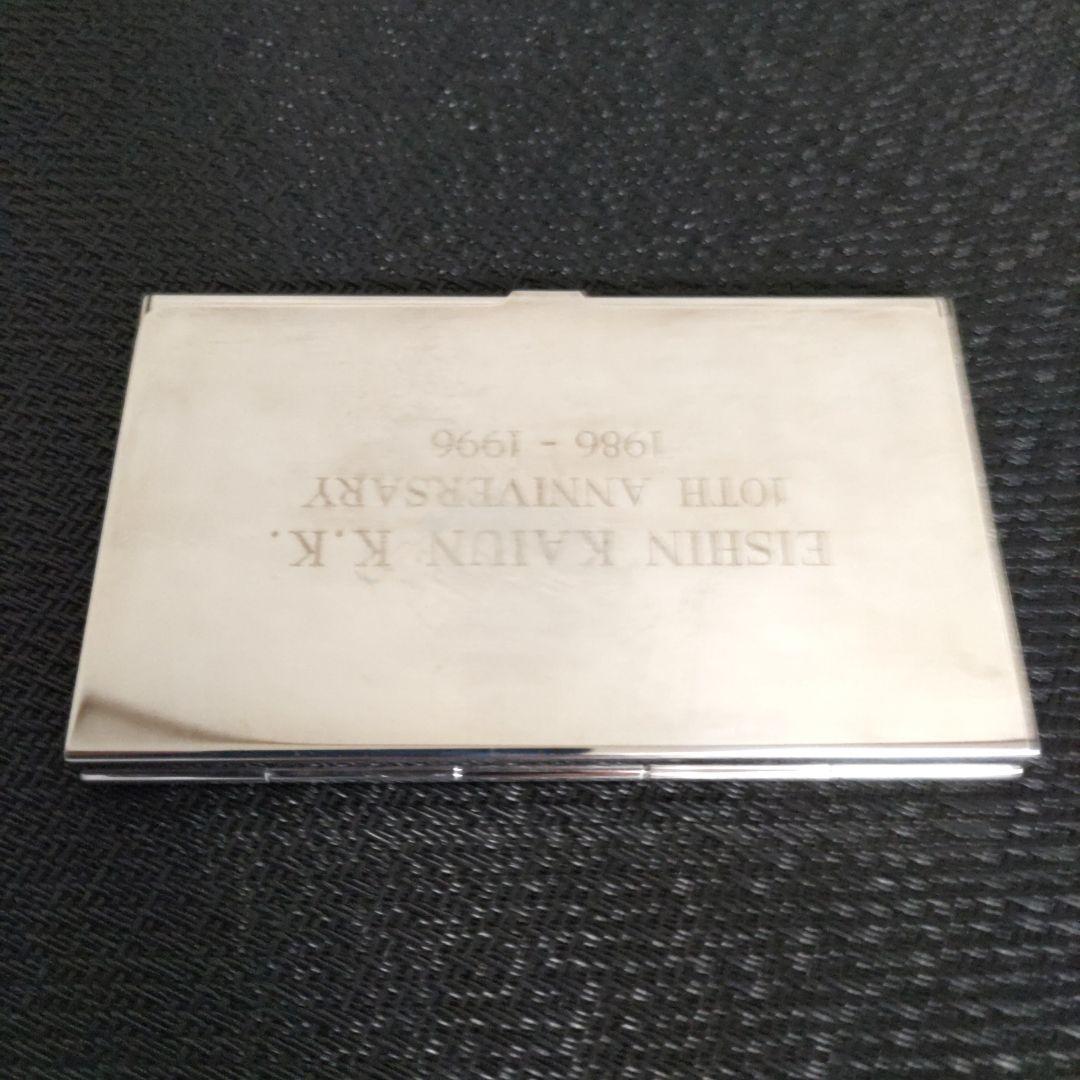 EISHIN KAIUN K.K.
10TH ANNIVERSARY
1986 - 1996